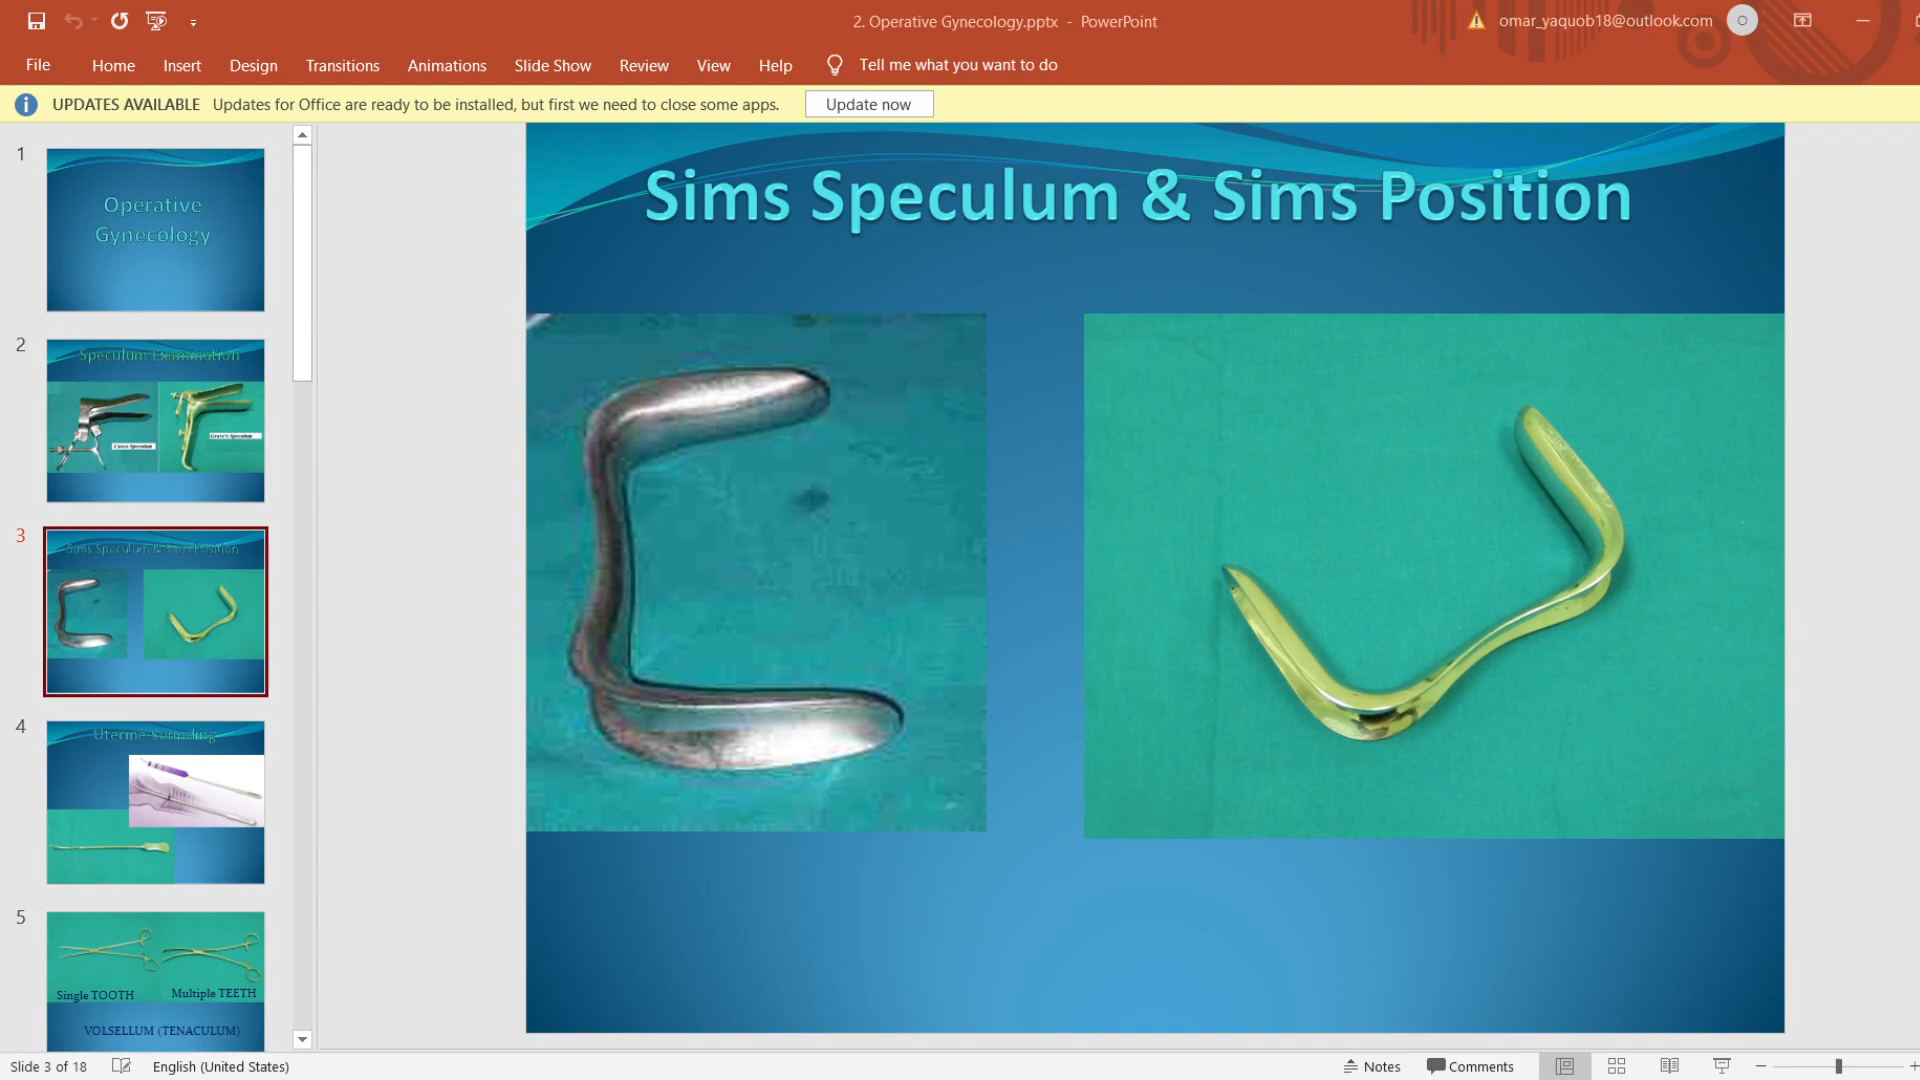 2. Operative Gynecology.pptx - PowerPoint
omar_yaquob18@outlook.com
O
File
Home
Insert
Design
Transitions
Animations
Slide Show
Review
View
Help
Tell me what you want to do
UPDATES AVAILABLE Updates for Office are ready to be installed, but first we need to close some apps.
Update now
1
Operative
Gynecology
2
Speculum Examination
Cusco Speculum
Grave's Speculum
3
Sims Speculum & Sims Position
4
Uterine Sounding
5
Single TOOTH
Multiple TEETH
VOLSELLUM (TENACULUM)
Sims Speculum & Sims Position
Slide 3 of 18
English (United States)
Notes
Comments